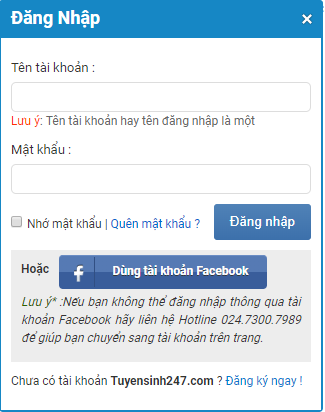 Đăng Nhập ×
Tên tài khoản :
Lưu ý: Tên tài khoản hay tên đăng nhập là một
Mật khẩu :
Nhớ mật khẩu | Quên mật khẩu ? Đăng nhập
Hoặc f Dùng tài khoản Facebook
Lưu ý* :Nếu bạn không thể đăng nhập thông qua tài
khoản Facebook hãy liên hệ Hotline 024.7300.7989
để giúp bạn chuyển sang tài khoản trên trang.
Chưa có tài khoản Tuyensinh247.com ? Đăng ký ngay !